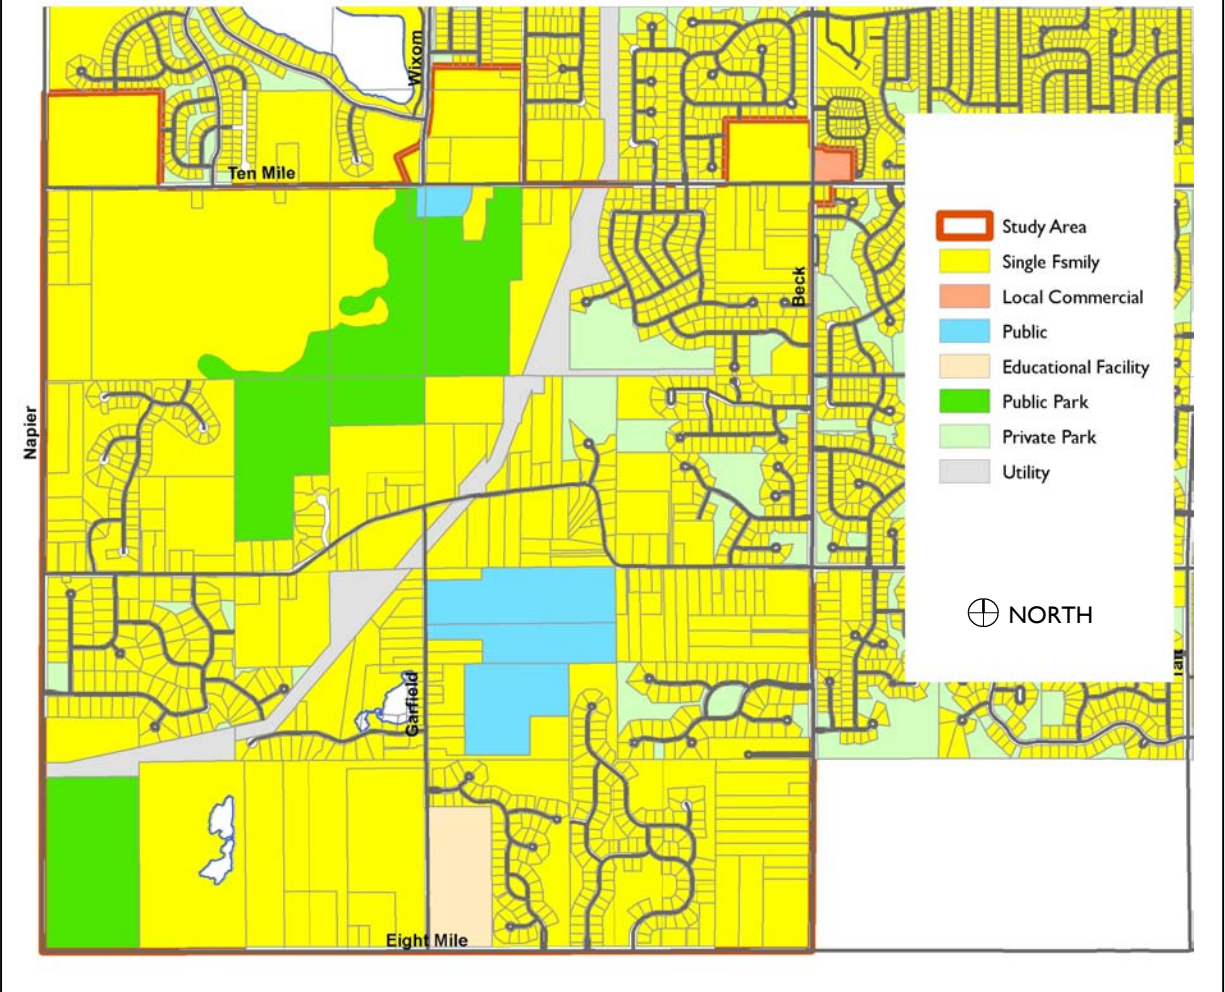 Wixom
Ten Mile
Beck
Napier
Garfield
Eight Mile
Study Area
Single Fsmily
Local Commercial
Public
Educational Facility
Public Park
Private Park
Utility
NORTH